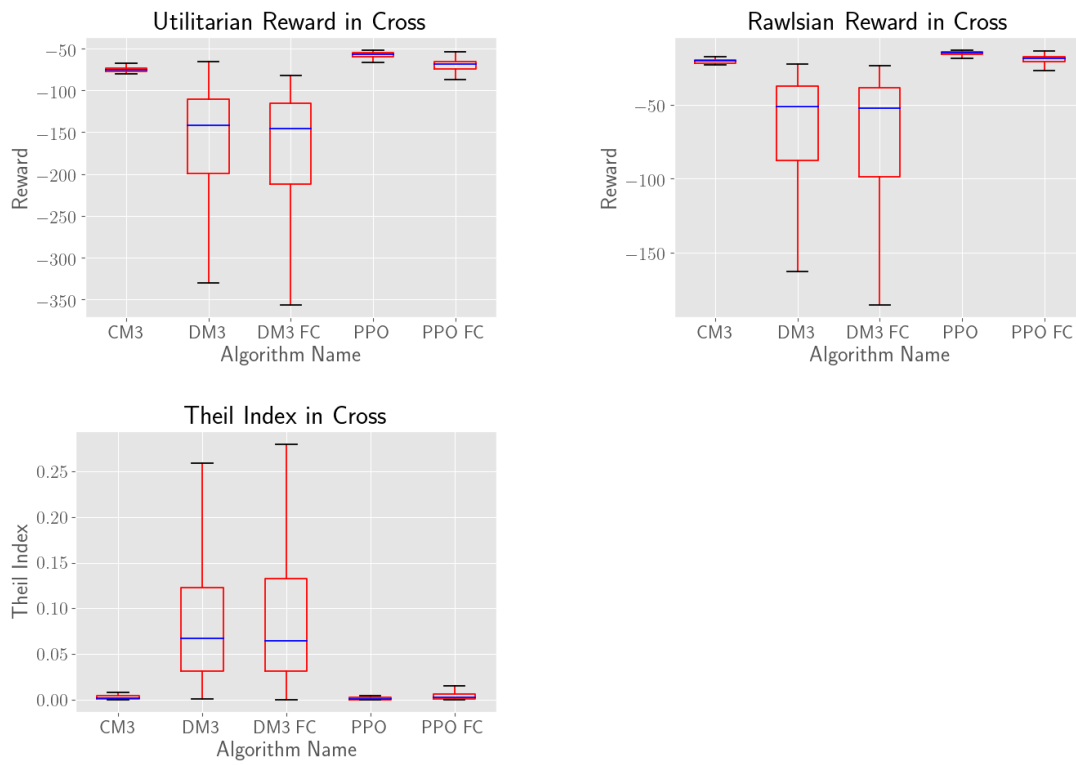 Utilitarian Reward in Cross
Reward
−50
−100
−150
−200
−250
−300
−350
CM3 DM3 DM3 FC PPO PPO FC
Algorithm Name
Rawlsian Reward in Cross
Reward
−50
−100
−150
CM3 DM3 DM3 FC PPO PPO FC
Algorithm Name
Theil Index in Cross
Theil Index
0.25
0.20
0.15
0.10
0.05
0.00
CM3 DM3 DM3 FC PPO PPO FC
Algorithm Name